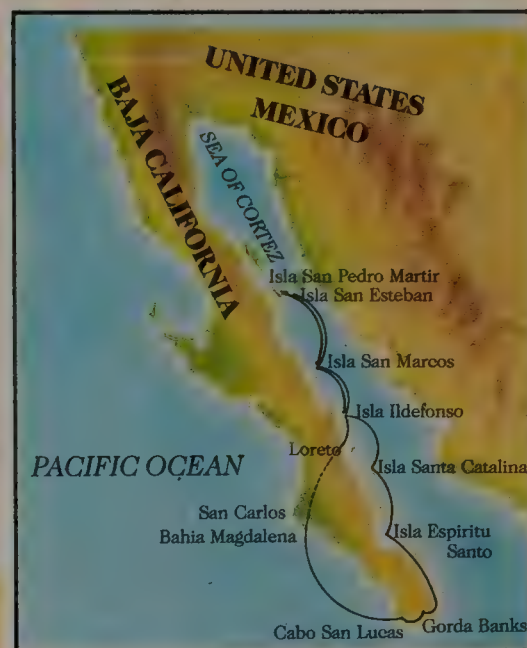 UNITED STATES
MEXICO
BAJA CALIFORNIA
SEA OF CORTEZ
Isla San Pedro Martir
Isla San Esteban
Isla San Marcos
Isla Ildefonso
Loreto
PACIFIC OCEAN
Isla Santa Catalina
San Carlos
Bahia Magdalena
Isla Espiritu
Santo
Cabo San Lucas
Gorda Banks